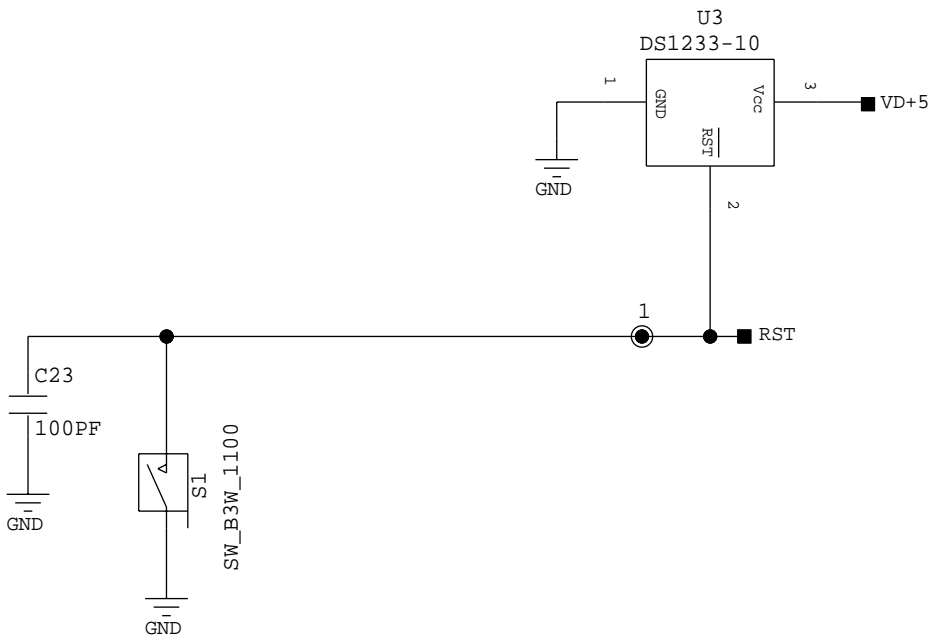 U3
DS1233-10
1
3
GND
Vcc
VD+5
RST
GND
2
1
RST
C23
100PF
S1
SW_B3W_1100
GND
GND